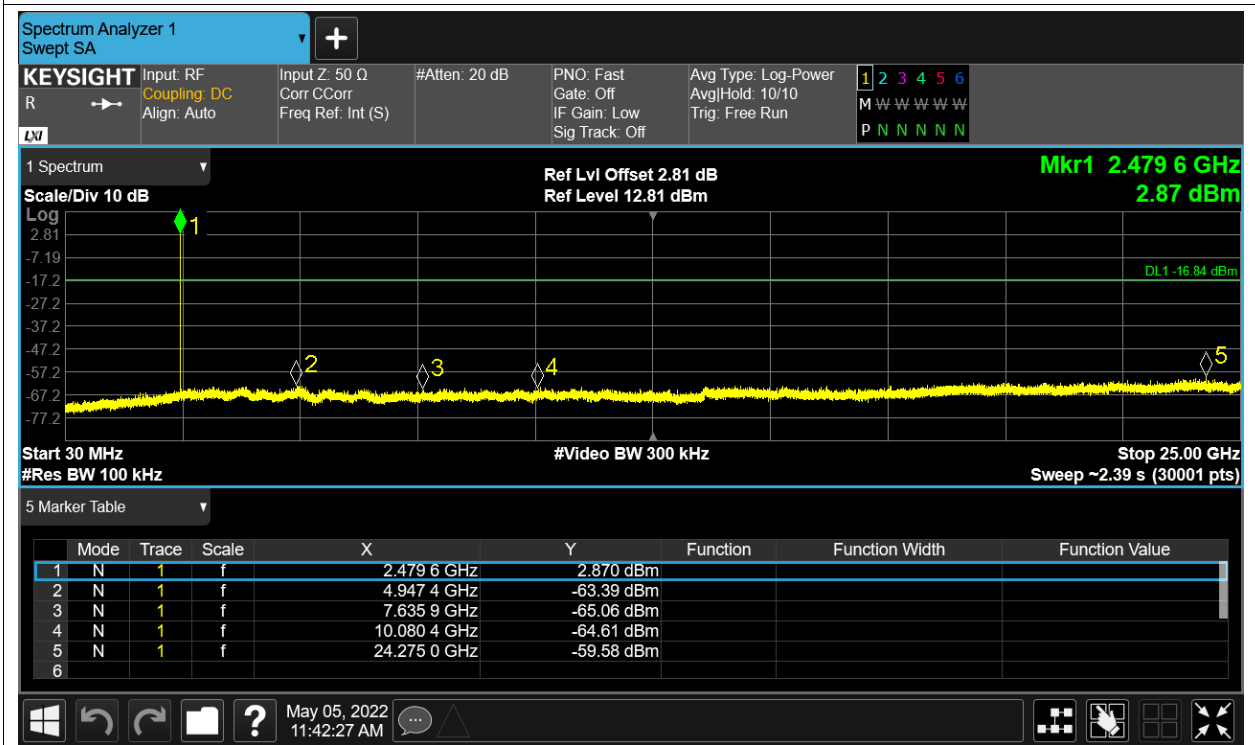 Spectrum Analyzer 1
Swept SA
KEYSIGHT Input: RF Input Z: 50 Ω #Atten: 20 dB PNO: Fast Avg Type: Log-Power 1 2 3 4 5 6
R Coupling: DC Corr CCorr Gate: Off Avg|Hold: 10/10 M W W W W W
Align: Auto Freq Ref: Int (S) IF Gain: Low Trig: Free Run
LXI Sig Track: Off P N N N N N
1 Spectrum Ref Lvl Offset 2.81 dB Mkr1 2.479 6 GHz
Scale/Div 10 dB Ref Level 12.81 dBm 2.87 dBm
Log
1
2.81
-7.19
DL1 -16.84 dBm
-17.2
-27.2
-37.2
-47.2
2 3 4 5
-57.2
-67.2
-77.2
Start 30 MHz #Video BW 300 kHz Stop 25.00 GHz
#Res BW 100 kHz Sweep ~2.39 s (30001 pts)
5 Marker Table
Mode Trace Scale X Y Function Function Width Function Value
1 N 1 f 2.479 6 GHz 2.870 dBm
2 N 1 f 4.947 4 GHz -63.39 dBm
3 N 1 f 7.635 9 GHz -65.06 dBm
4 N 1 f 10.080 4 GHz -64.61 dBm
5 N 1 f 24.275 0 GHz -59.58 dBm
6
? May 05, 2022
11:42:27 AM